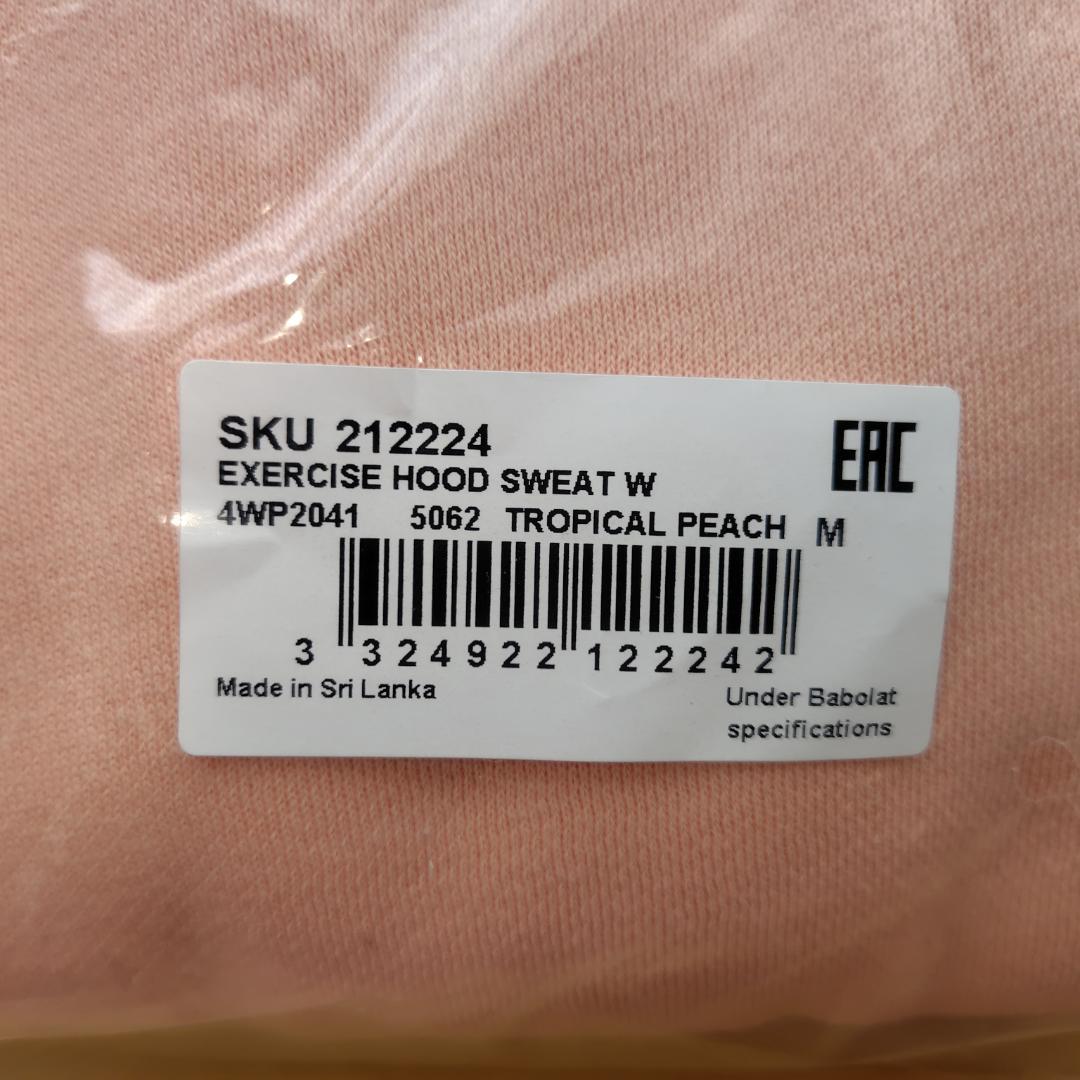 SKU 212224
EAC
EXERCISE HOOD SWEAT W
4WP2041 5062 TROPICAL PEACH M
3 324922 122242
Made in Sri Lanka
Under Babolat
specifications